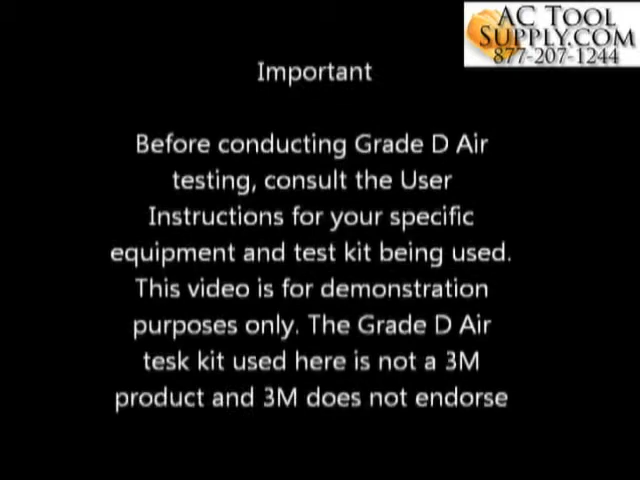 AC TOOL
SUPPLY.COM
877-207-1244
Important
Before conducting Grade D Air
testing, consult the User
Instructions for your specific
equipment and test kit being used.
This video is for demonstration
purposes only. The Grade D Air
tesk kit used here is not a 3M
product and 3M does not endorse